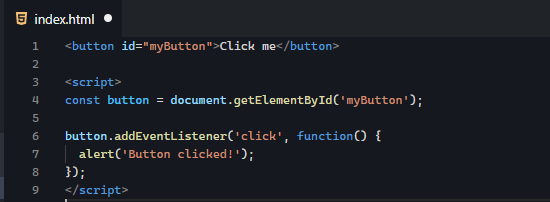 index.html
1 <button id="myButton">Click me</button>
2
3 <script>
4 const button = document.getElementById('myButton');
5
6 button.addEventListener('click', function() {
7   alert('Button clicked!');
8 });
9 </script>